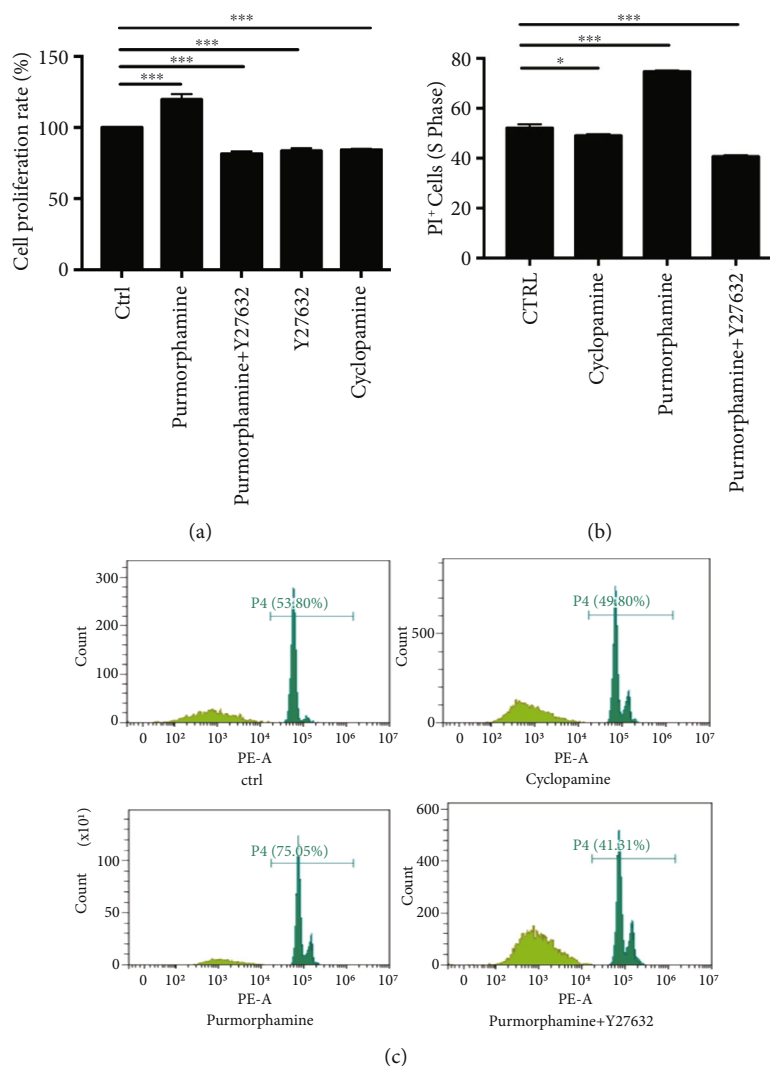 ***
***
***
***
Cell proliferation rate (%)
150
100
50
0
Ctrl
Purmorphamine
Purmorphamine+Y27632
Y27632
Cyclopamine
(a)
***
***
*
PI⁺ Cells (S Phase)
80
60
40
20
0
CTRL
Cyclopamine
Purmorphamine
Purmorphamine+Y27632
(b)
P4 (53.80%)
Count
300
200
100
0
0 10² 10³ 10⁴ 10⁵ 10⁶ 10⁷
PE-A
ctrl
P4 (49.80%)
Count
500
0
0 10² 10³ 10⁴ 10⁵ 10⁶ 10⁷
PE-A
Cyclopamine
P4 (75.05%)
(x10¹)
Count
100
50
0
0 10² 10³ 10⁴ 10⁵ 10⁶ 10⁷
PE-A
Purmorphamine
P4 (41.31%)
Count
600
400
200
0
0 10² 10³ 10⁴ 10⁵ 10⁶ 10⁷
PE-A
Purmorphamine+Y27632
(c)